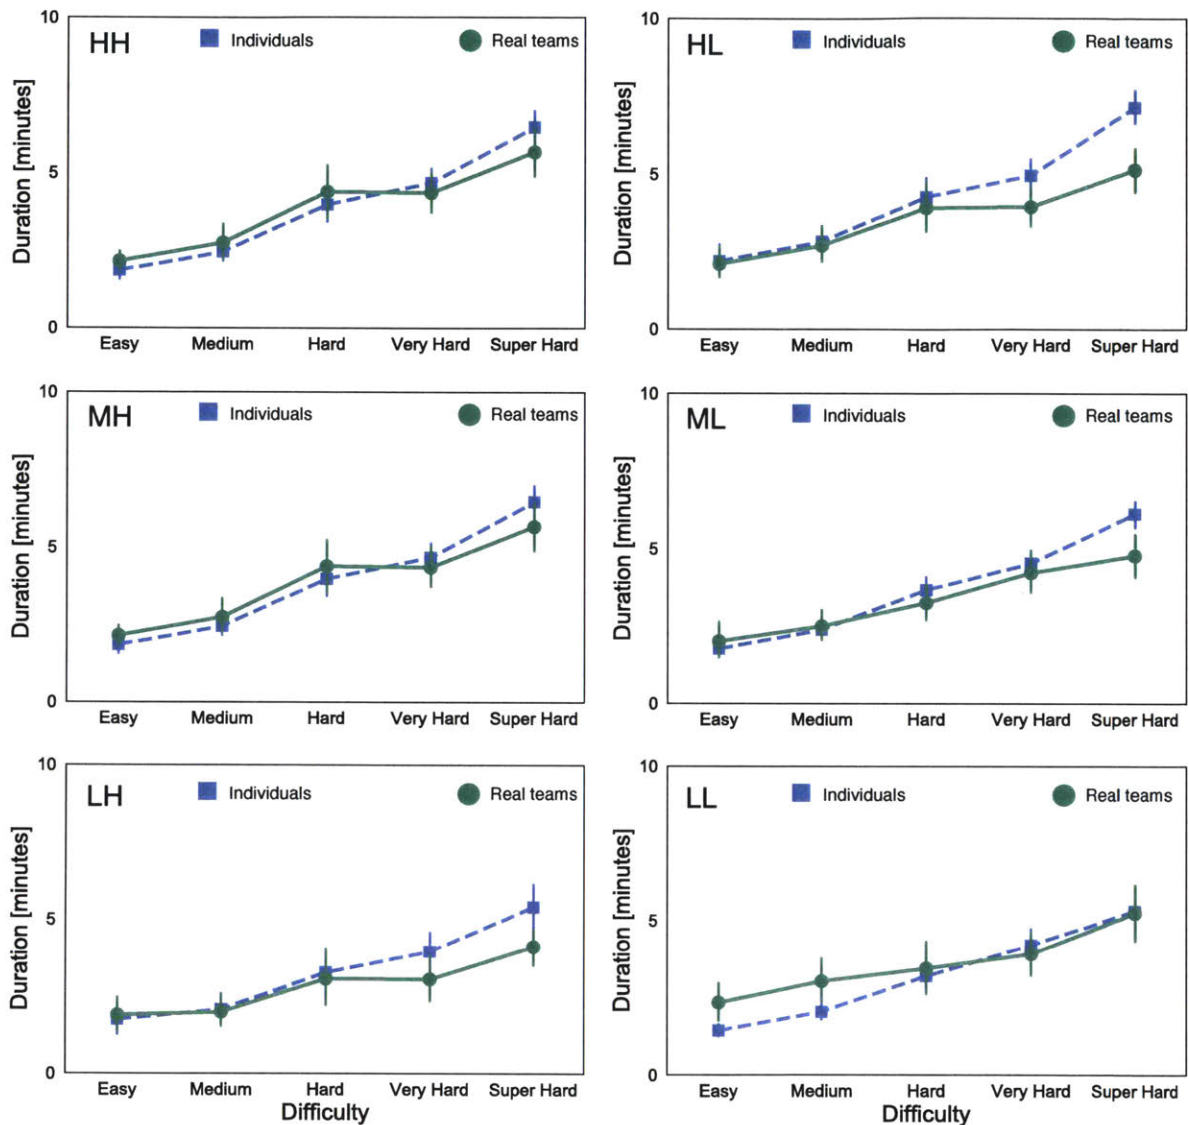 10
HH
Individuals
Real teams
Duration [minutes]
5
0
Easy
Medium
Hard
Very Hard
Super Hard
10
HL
Individuals
Real teams
Duration [minutes]
5
0
Easy
Medium
Hard
Very Hard
Super Hard
10
MH
Individuals
Real teams
Duration [minutes]
5
0
Easy
Medium
Hard
Very Hard
Super Hard
10
ML
Individuals
Real teams
Duration [minutes]
5
0
Easy
Medium
Hard
Very Hard
Super Hard
10
LH
Individuals
Real teams
Duration [minutes]
5
0
Easy
Medium
Hard
Very Hard
Super Hard
Difficulty
10
LL
Individuals
Real teams
Duration [minutes]
5
0
Easy
Medium
Hard
Very Hard
Super Hard
Difficulty